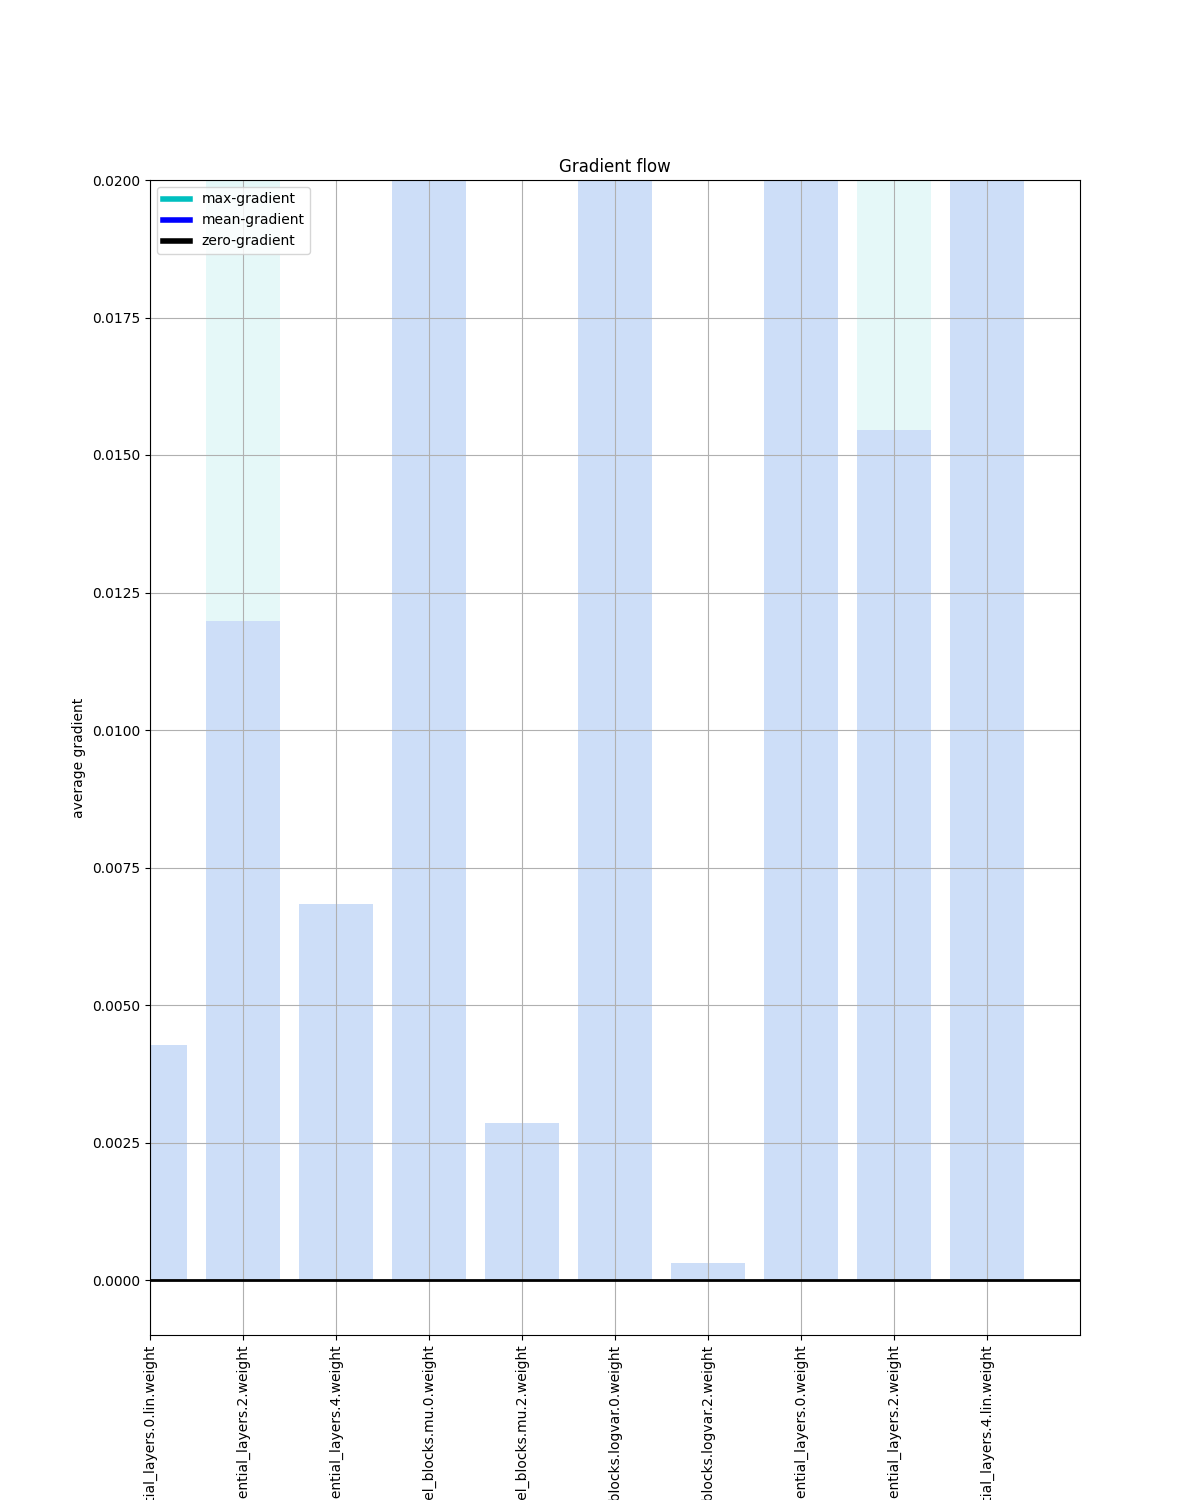 Gradient flow
max-gradient
mean-gradient
zero-gradient
0.0200
0.0175
0.0150
0.0125
0.0100
0.0075
0.0050
0.0025
0.0000
average gradient
tial_layers.0.lin.weight
ential_layers.2.weight
ential_layers.4.weight
el_blocks.mu.0.weight
el_blocks.mu.2.weight
blocks.logvar.0.weight
blocks.logvar.2.weight
ential_layers.0.weight
ential_layers.2.weight
tial_layers.4.lin.weight